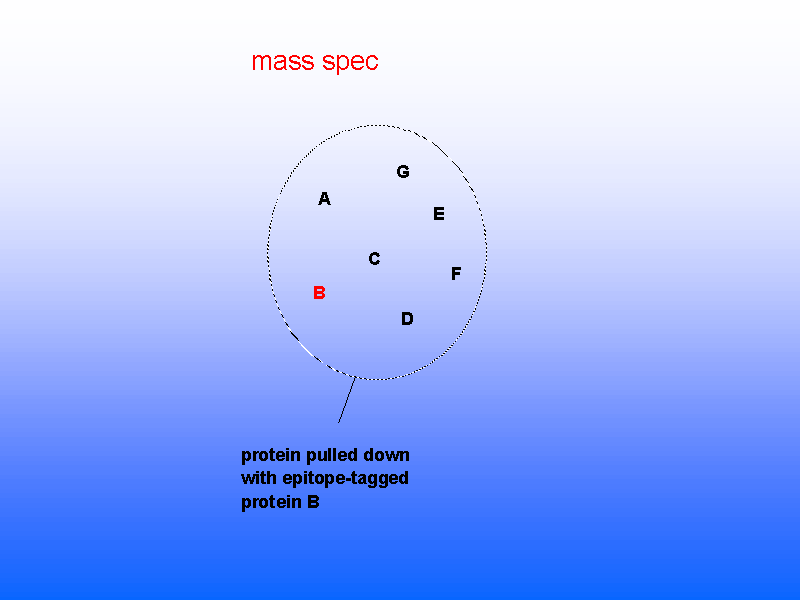 mass spec
G
A
E
C
F
B
D
protein pulled down
with epitope-tagged
protein B